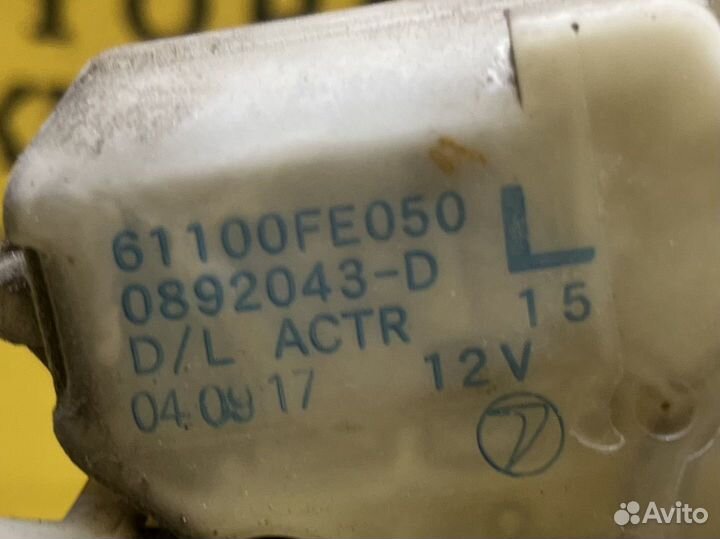 61100FE050
0892043-D
L
D/L ACTR
15
04.09.17
12V
Avito